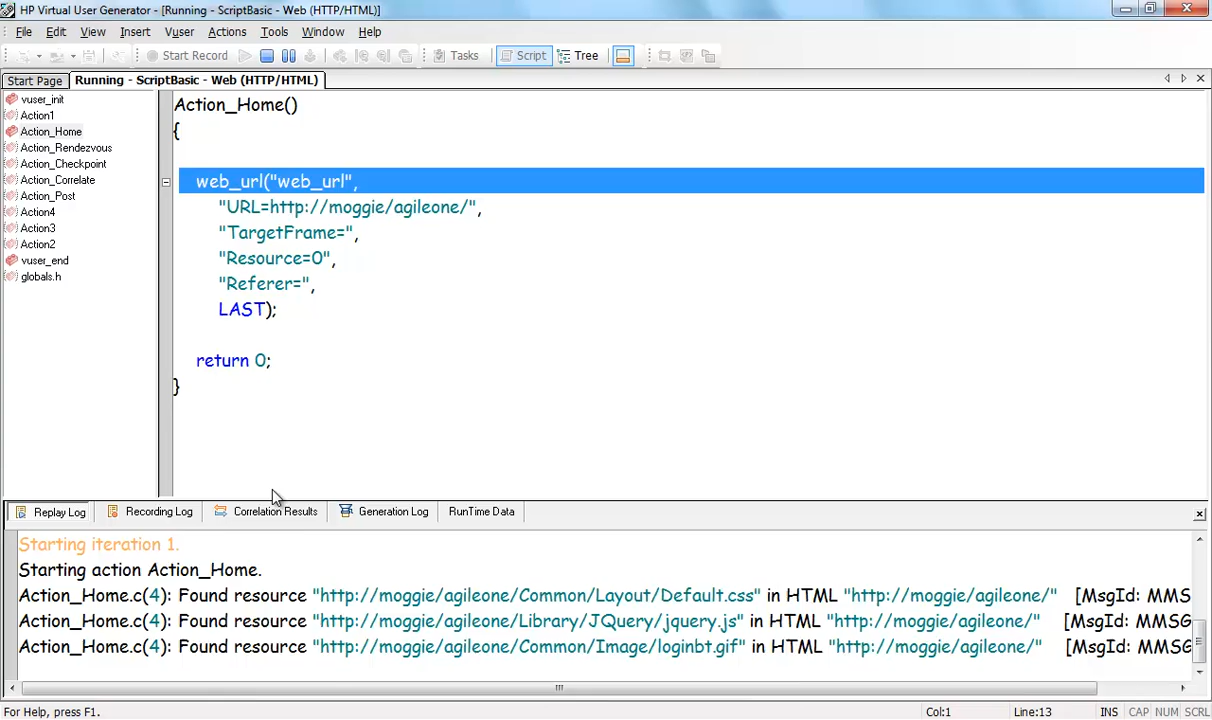 HP Virtual User Generator - [Running - ScriptBasic - Web (HTTP/HTML)]
File Edit View Insert Vuser Actions Tools Window Help
Start Record Tasks Script Tree
Start Page Running - ScriptBasic - Web (HTTP/HTML)
vuser_init
Action1
Action_Home
Action_Rendezvous
Action_Checkpoint
Action_Correlate
Action_Post
Action4
Action3
Action2
vuser_end
globals.h
Action_Home()
{
web_url("web_url",
"URL=http://moggie/agileone/",
"TargetFrame=",
"Resource=0",
"Referer=",
LAST);
return 0;
}
Replay Log Recording Log Correlation Results Generation Log RunTime Data
Starting iteration 1.
Starting action Action_Home.
Action_Home.c(4): Found resource "http://moggie/agileone/Common/Layout/Default.css" in HTML "http://moggie/agileone/" [MsgId: MMS
Action_Home.c(4): Found resource "http://moggie/agileone/Library/JQuery/jquery.js" in HTML "http://moggie/agileone/" [MsgId: MMSG
Action_Home.c(4): Found resource "http://moggie/agileone/Common/Image/loginbt.gif" in HTML "http://moggie/agileone/" [MsgId: MMSG
For Help, press F1. Col:1 Line:13 INS CAP NUM SCRL